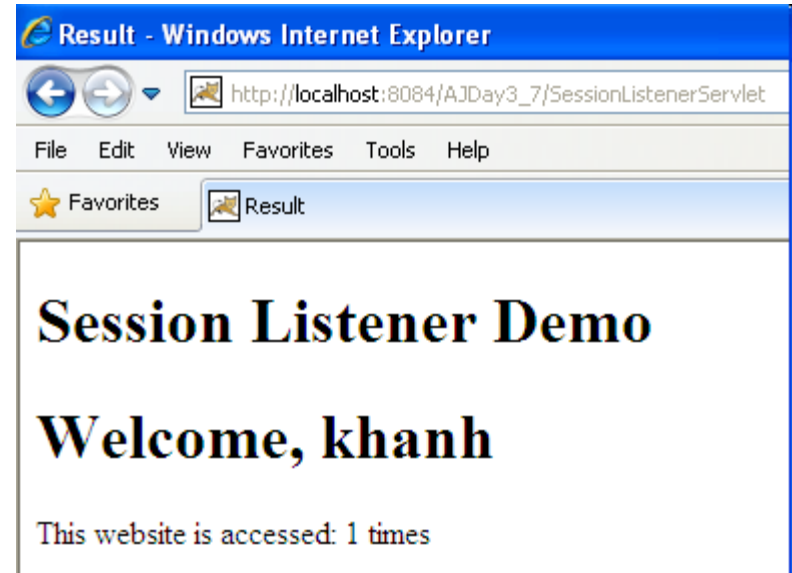 Result - Windows Internet Explorer
http://localhost:8084/AJDay3_7/SessionListenerServlet
File Edit View Favorites Tools Help
Favorites Result
Session Listener Demo
Welcome, khanh
This website is accessed: 1 times